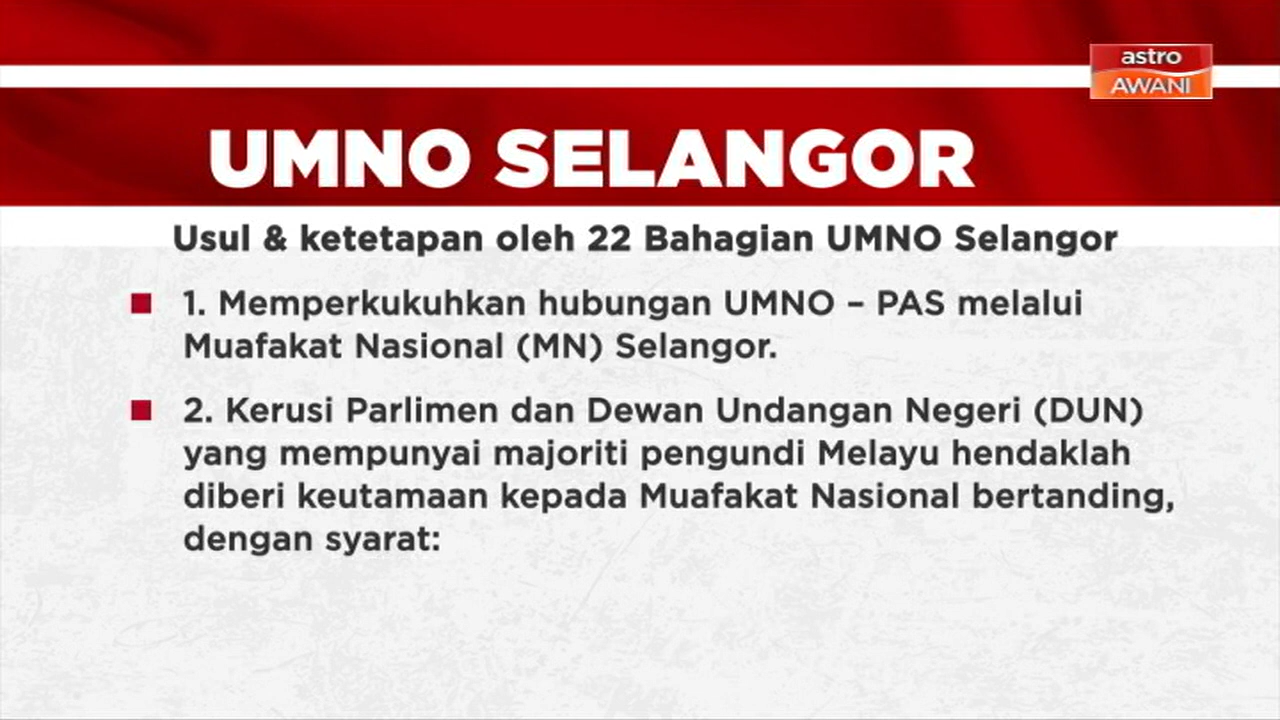 astro
AWANI
UMNO SELANGOR
Usul & ketetapan oleh 22 Bahagian UMNO Selangor
1. Memperkukuhkan hubungan UMNO – PAS melalui
Muafakat Nasional (MN) Selangor.
2. Kerusi Parlimen dan Dewan Undangan Negeri (DUN)
yang mempunyai majoriti pengundi Melayu hendaklah
diberi keutamaan kepada Muafakat Nasional bertanding,
dengan syarat: